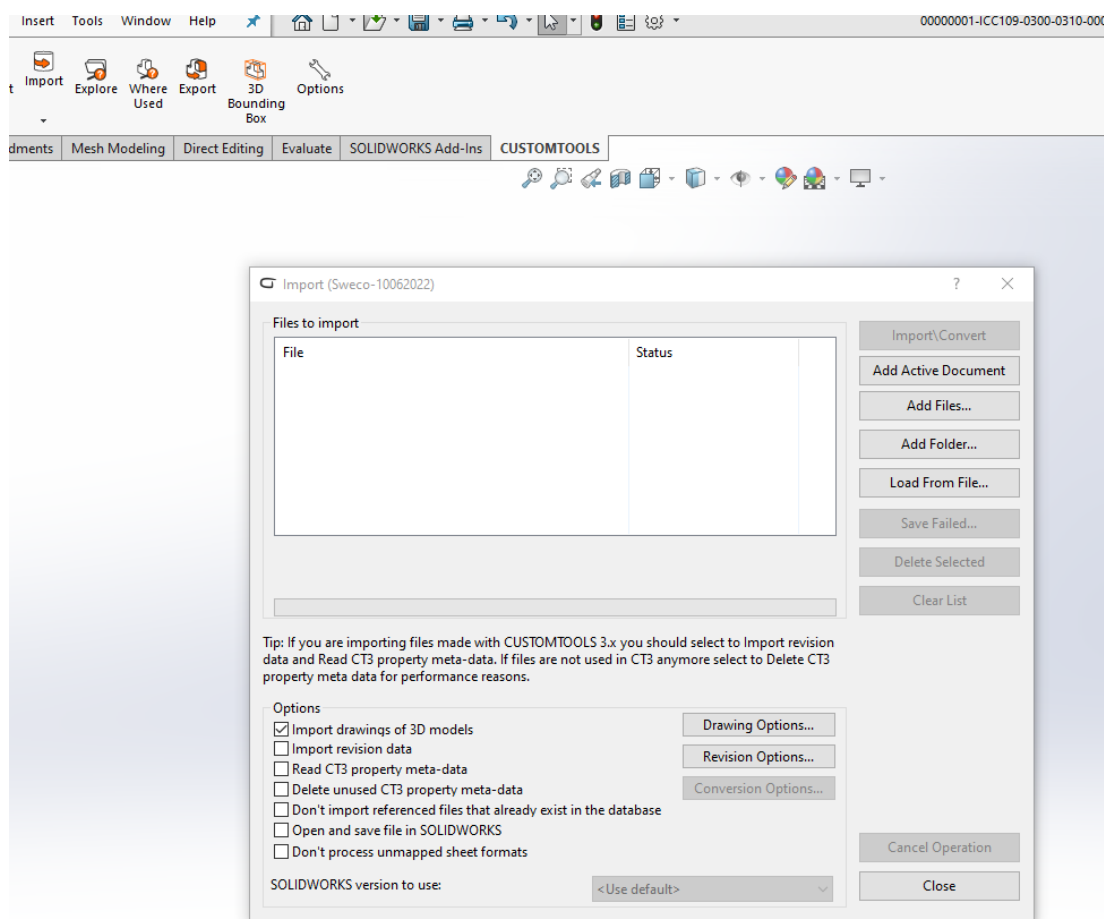 Insert Tools Window Help
00000001-ICC109-0300-0310-000
t Import Explore Where Used Export 3D Bounding Box Options
dments Mesh Modeling Direct Editing Evaluate SOLIDWORKS Add-Ins CUSTOMTOOLS
Import (Sweco-10062022) ?
Files to import
File Status
Import\Convert
Add Active Document
Add Files...
Add Folder...
Load From File...
Save Failed...
Delete Selected
Clear List
Tip: If you are importing files made with CUSTOMTOOLS 3.x you should select to Import revision
data and Read CT3 property meta-data. If files are not used in CT3 anymore select to Delete CT3
property meta data for performance reasons.
Options
Import drawings of 3D models
Import revision data
Read CT3 property meta-data
Delete unused CT3 property meta-data
Don't import referenced files that already exist in the database
Open and save file in SOLIDWORKS
Don't process unmapped sheet formats
Drawing Options...
Revision Options...
Conversion Options...
SOLIDWORKS version to use: <Use default>
Cancel Operation
Close